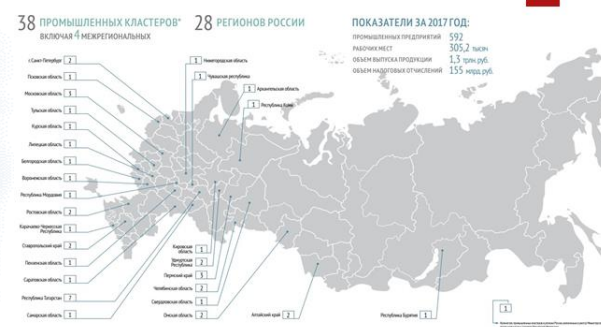 38 ПРОМЫШЛЕННЫХ КЛАСТЕРОВ*
ВКЛЮЧАЯ 4 МЕЖРЕГИОНАЛЬНЫХ
28 РЕГИОНОВ РОССИИ
ПОКАЗАТЕЛИ ЗА 2017 ГОД:
ПРОМЫШЛЕННЫХ ПРЕДПРИЯТИЙ 592
РАБОЧИХ МЕСТ 305,2 тысяч
ОБЪЕМ ВЫПУСКА ПРОДУКЦИИ 1,3 трлн руб.
ОБЪЕМ НАЛОГОВЫХ ОТЧИСЛЕНИЙ 155 млрд руб.
г. Санкт-Петербург 2
Псковская область 1
Московская область 1
Тульская область 1
Курская область 1
Липецкая область 1
Белгородская область 1
Воронежская область 1
Республика Мордовия 1
Ростовская область 2
Карачаево-Черкесская
Республика 1
Ставропольский край 2
Пензенская область 1
Саратовская область 1
Республика Татарстан 7
Самарская область 1
1 Нижегородская область
1 Чувашская республика
1 Архангельская область
1 Республика Коми
Кировская
область 1
Удмуртская
Республика 2
Пермский край
Челябинская область 2
Свердловская область 1
Омская область 2
Алтайский край 2
Республика Бурятия 1
1